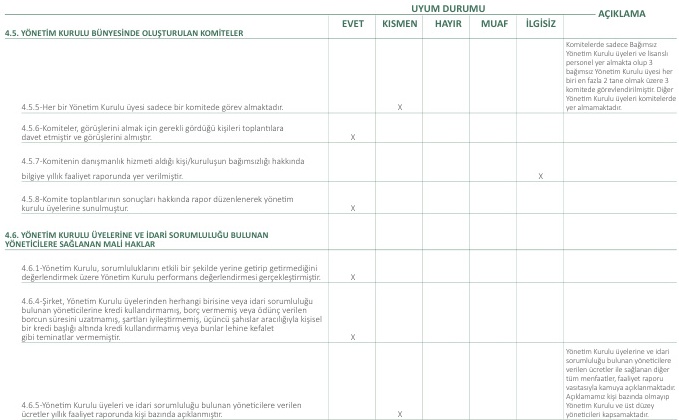 UYUM DURUMU
AÇIKLAMA
EVET KISMEN HAYIR MUAF İLGİSİZ
4.5. YÖNETİM KURULU BÜNYESİNDE OLUŞTURULAN KOMİTELER
Komitelerde sadece Bağımsız
Yönetim Kurulu üyeleri ve lisanslı
personel yer almakta olup 3
bağımsız Yönetim Kurulu üyesi her
biri en fazla 2 tane olmak üzere 3
komitede görevlendirilmiştir. Diğer
Yönetim Kurulu üyeleri komitelerde
yer almamaktadır.
4.5.5-Her bir Yönetim Kurulu üyesi sadece bir komitede görev almaktadır. X
4.5.6-Komiteler, görüşlerini almak için gerekli gördüğü kişileri toplantılara
davet etmiştir ve görüşlerini almıştır. X
4.5.7-Komitenin danışmanlık hizmeti aldığı kişi/kuruluşun bağımsızlığı hakkında
bilgiye yıllık faaliyet raporunda yer verilmiştir. X
4.5.8-Komite toplantılarının sonuçları hakkında rapor düzenlenerek yönetim
kurulu üyelerine sunulmuştur. X
4.6. YÖNETİM KURULU ÜYELERİNE VE İDARİ SORUMLULUĞU BULUNAN
YÖNETİCİLERE SAĞLANAN MALİ HAKLAR
4.6.1-Yönetim Kurulu, sorumluluklarını etkili bir şekilde yerine getirip getirmediğini
değerlendirmek üzere Yönetim Kurulu performans değerlendirmesi gerçekleştirmiştir. X
4.6.4-Şirket, Yönetim Kurulu üyelerinden herhangi birisine veya idari sorumluluğu
bulunan yöneticilerine kredi kullandırmamış, borç vermemiş veya ödünç verilen
borcun süresini uzatmamış, şartları iyileştirmemiş, üçüncü şahıslar aracılığıyla kişisel
bir kredi başlığı altında kredi kullandırmamış veya bunlar lehine kefalet
gibi teminatlar vermemiştir. X
Yönetim Kurulu üyelerine ve idari
sorumluluğu bulunan yöneticilere
verilen ücretler ile sağlanan diğer
tüm menfaatler, faaliyet raporu
vasıtasıyla kamuya açıklanmaktadır.
Açıklamamız kişi bazında olmayıp
Yönetim Kurulu ve üst düzey
yöneticileri kapsamaktadır.
4.6.5-Yönetim Kurulu üyeleri ve idari sorumluluğu bulunan yöneticilere verilen
ücretler yıllık faaliyet raporunda kişi bazında açıklanmıştır. X